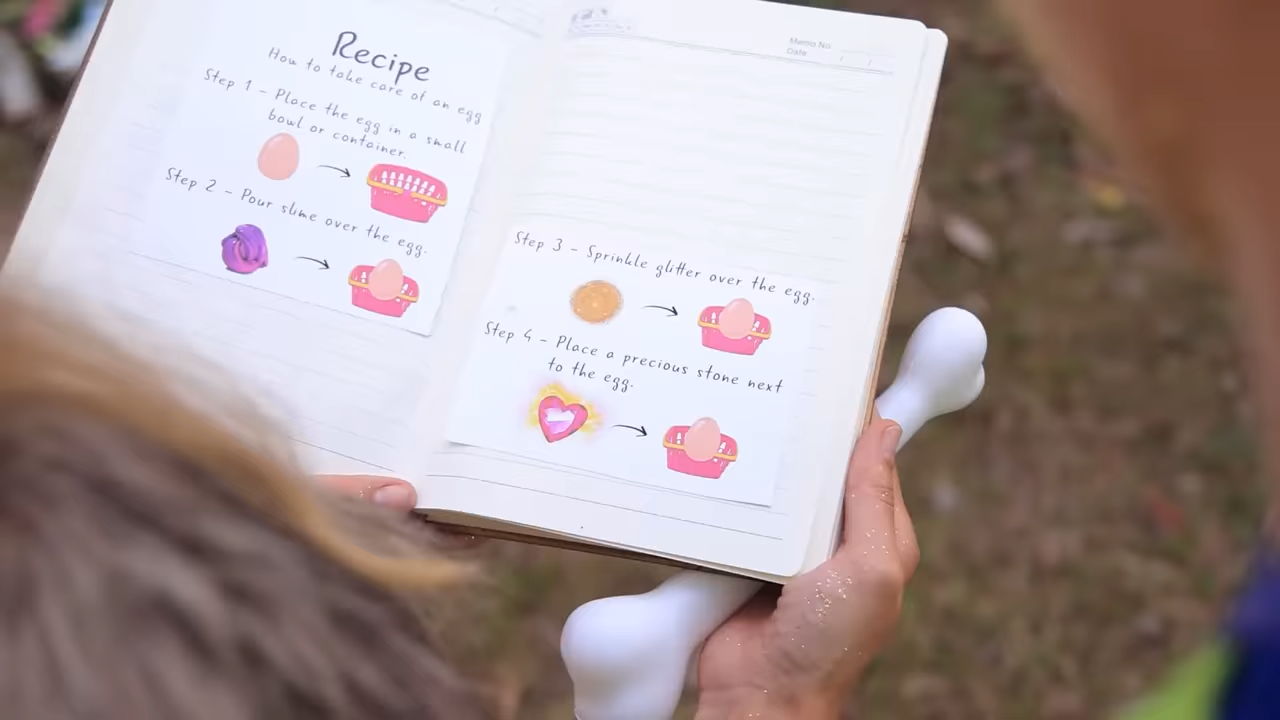 Recipe
How to take care of an egg
Step 1 - Place the egg in a small
bowl or container.
Step 2 - Pour slime over the egg.
Memo No.
Date / /
Step 3 - Sprinkle glitter over the egg.
Step 4 - Place a precious stone next
to the egg.